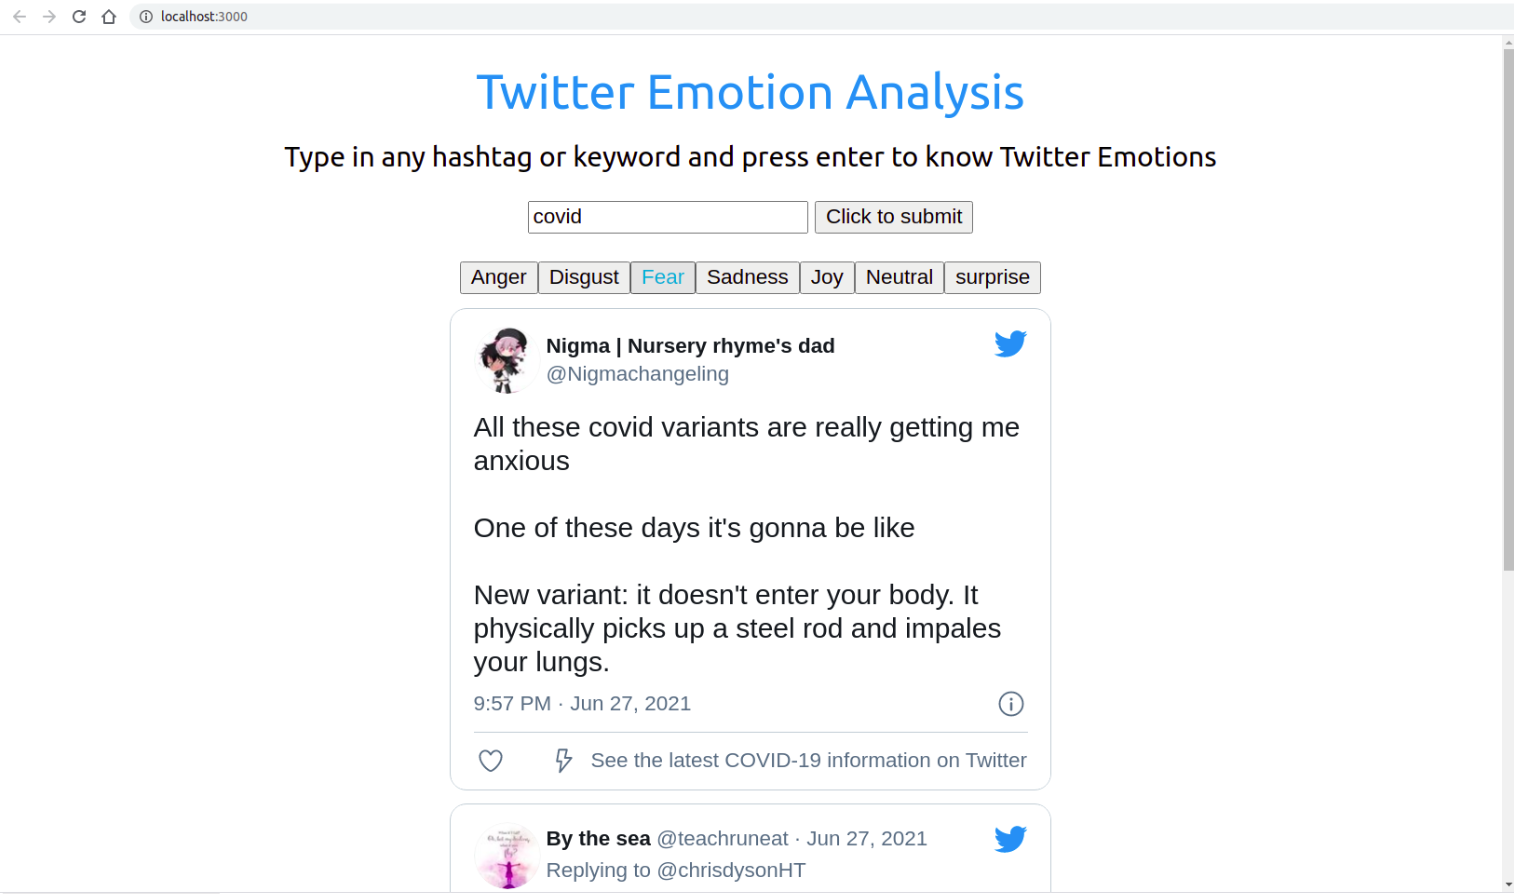 localhost:3000
Twitter Emotion Analysis
Type in any hashtag or keyword and press enter to know Twitter Emotions
covid Click to submit
Anger Disgust Fear Sadness Joy Neutral surprise
Nigma | Nursery rhyme's dad
@Nigmachangeling
All these covid variants are really getting me
anxious
One of these days it's gonna be like
New variant: it doesn't enter your body. It
physically picks up a steel rod and impales
your lungs.
9:57 PM · Jun 27, 2021
See the latest COVID-19 information on Twitter
By the sea @teachruneat · Jun 27, 2021
Replying to @chrisdysonHT